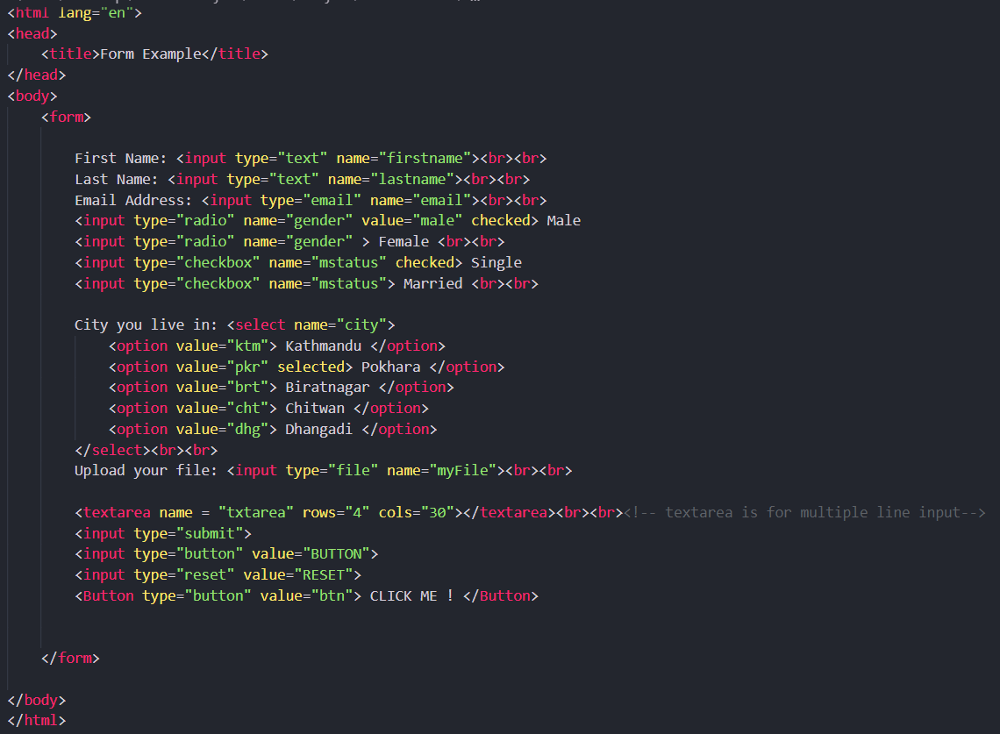 <html lang="en">
<head>
    <title>Form Example</title>
</head>
<body>
    <form>

        First Name: <input type="text" name="firstname"><br><br>
        Last Name: <input type="text" name="lastname"><br><br>
        Email Address: <input type="email" name="email"><br><br>
        <input type="radio" name="gender" value="male" checked> Male
        <input type="radio" name="gender" > Female <br><br>
        <input type="checkbox" name="mstatus" checked> Single
        <input type="checkbox" name="mstatus"> Married <br><br>

        City you live in: <select name="city">
            <option value="ktm"> Kathmandu </option>
            <option value="pkr" selected> Pokhara </option>
            <option value="brt"> Biratnagar </option>
            <option value="cht"> Chitwan </option>
            <option value="dhg"> Dhangadi </option>
        </select><br><br>
        Upload your file: <input type="file" name="myFile"><br><br>

        <textarea name = "txtarea" rows="4" cols="30"></textarea><br><br><!-- textarea is for multiple line input-->
        <input type="submit">
        <input type="button" value="BUTTON">
        <input type="reset" value="RESET">
        <Button type="button" value="btn"> CLICK ME ! </Button>


    </form>

</body>
</html>